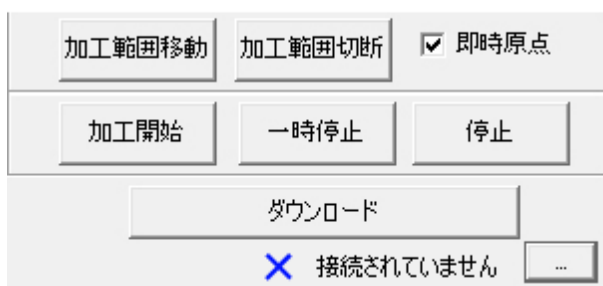 加工範囲移動 加工範囲切断 即時原点
加工開始 一時停止 停止
ダウンロード
接続されていません ...